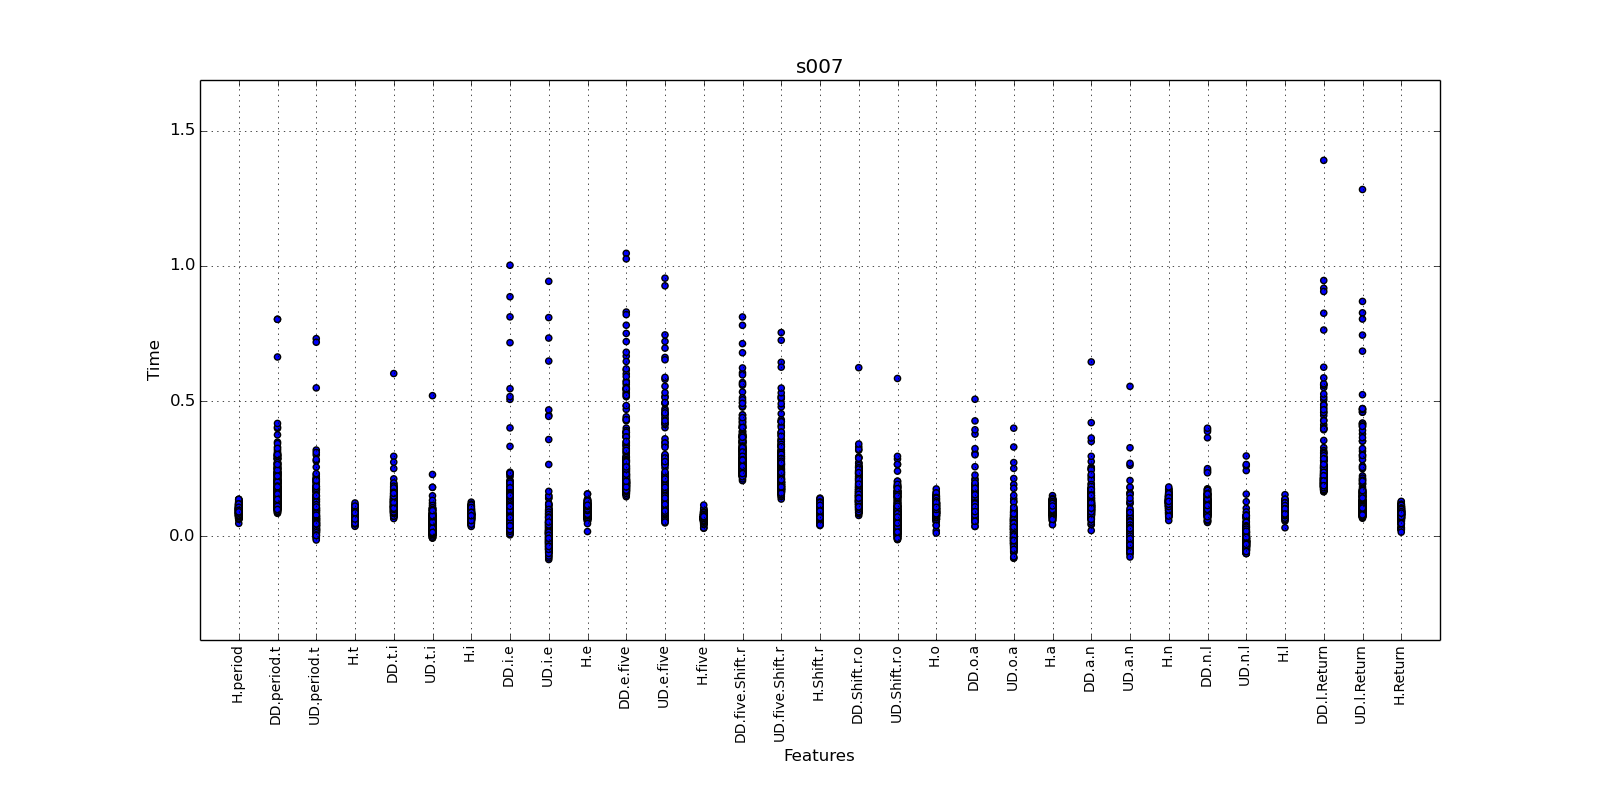 s007
1.5
1.0
0.5
0.0
Time
H.period
DD.period.t
UD.period.t
H.t
DD.t.i
UD.t.i
H.i
DD.i.e
UD.i.e
H.e
DD.e.five
UD.e.five
H.five
DD.five.Shift.r
UD.five.Shift.r
H.Shift.r
DD.Shift.r.o
UD.Shift.r.o
H.o
DD.o.a
UD.o.a
H.a
DD.a.n
UD.a.n
H.n
DD.n.l
UD.n.l
H.l
DD.l.Return
UD.l.Return
H.Return
Features